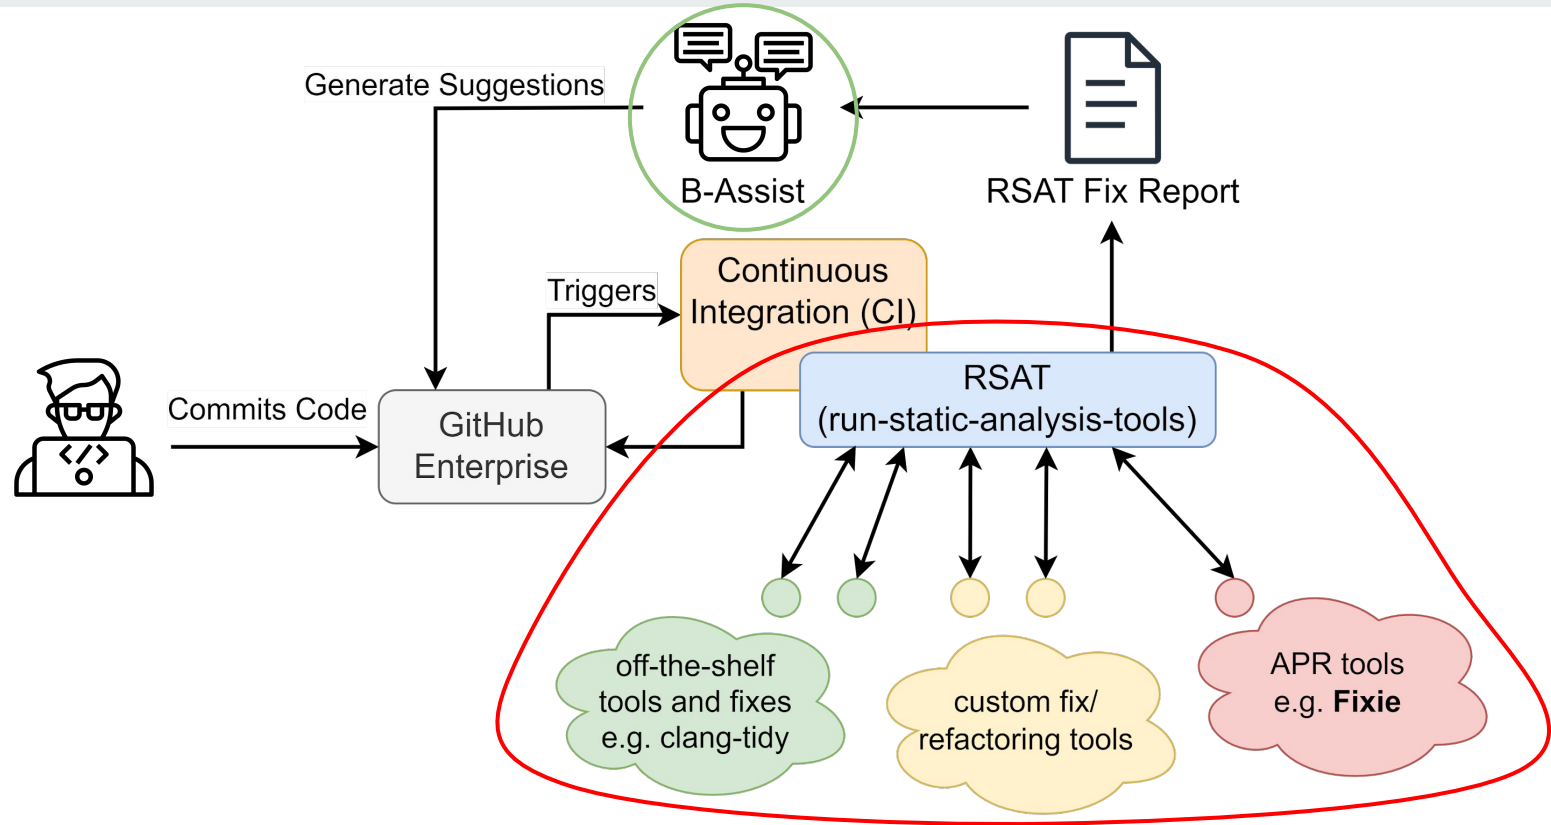 Generate Suggestions
B-Assist
RSAT Fix Report
Continuous
Integration (CI)
Triggers
RSAT
(run-static-analysis-tools)
Commits Code
GitHub
Enterprise
</>
off-the-shelf
tools and fixes
e.g. clang-tidy
custom fix/
refactoring tools
APR tools
e.g. Fixie